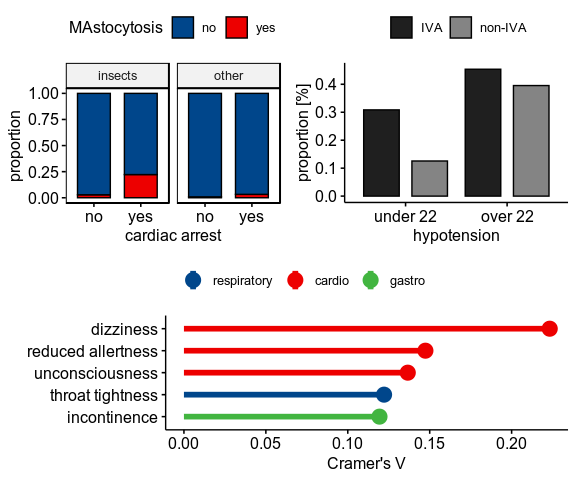 MAstocytosis no yes
insects other
1.00
0.75
0.50
0.25
0.00
proportion
no yes no yes
cardiac arrest
IVA non-IVA
0.4
0.3
0.2
0.1
0.0
proportion [%]
under 22 over 22
hypotension
respiratory cardio gastro
dizziness
reduced allertness
unconsciousness
throat tightness
incontinence
0.00 0.05 0.10 0.15 0.20
Cramer's V